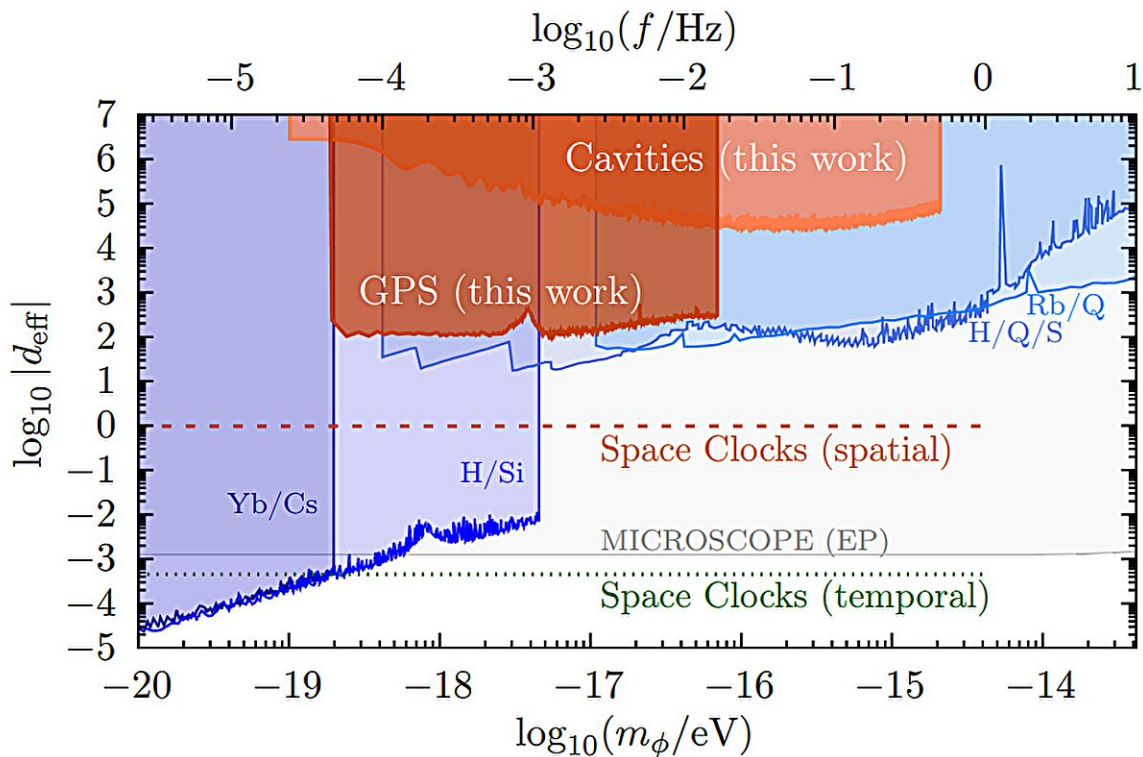 log₁₀(f/Hz)
−5 −4 −3 −2 −1 0 1
7
6
5
4
3
2
1
0
−1
−2
−3
−4
−5
log₁₀ |d_eff|
Cavities (this work)
GPS (this work)
Rb/Q
H/Q/S
Space Clocks (spatial)
H/Si
Yb/Cs
MICROSCOPE (EP)
Space Clocks (temporal)
−20 −19 −18 −17 −16 −15 −14
log₁₀(m_ϕ/eV)